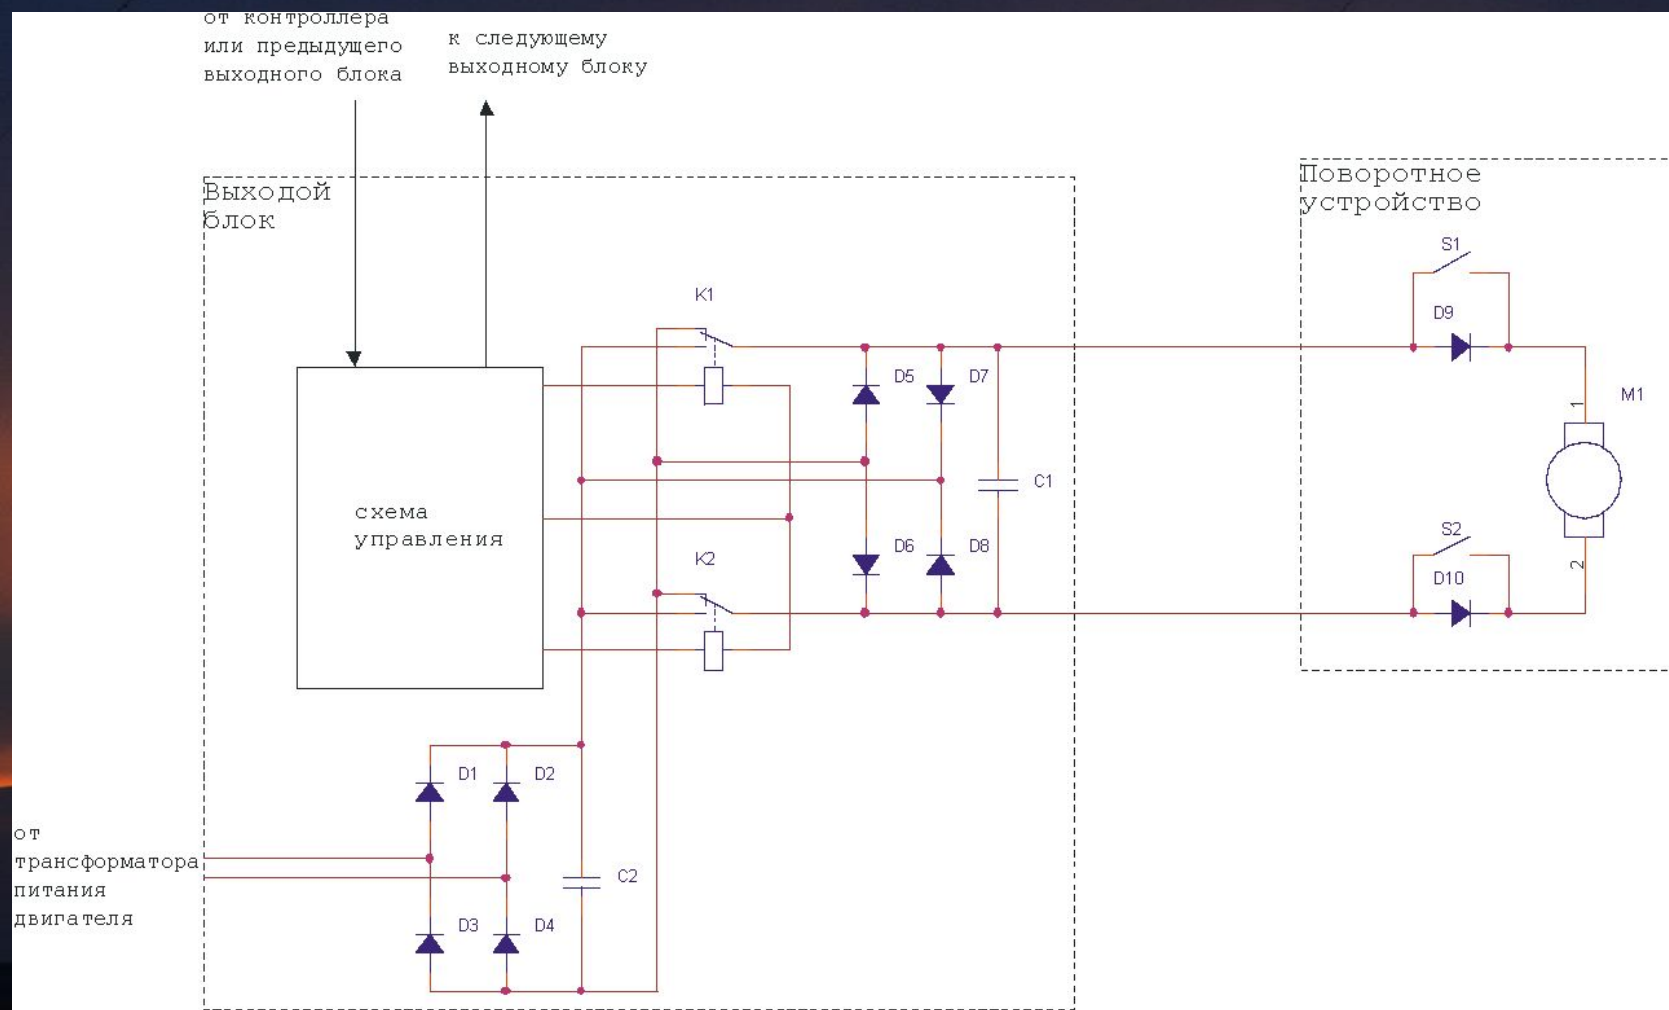 от контроллера
или предыдущего
выходного блока
к следующему
выходному блоку
Выходой
блок
Поворотное
устройство
S1
K1
D9
D5
D7
M1
1
C1
схема
управления
S2
D6
D8
K2
2
D10
D1
D2
от
трансформатора
питания
двигателя
C2
D3
D4